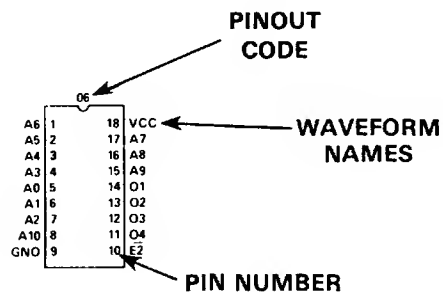 PINOUT
CODE
06
A6 1 18 VCC
A5 2 17 A7
A4 3 16 A8
A3 4 15 A9
A0 5 14 O1
A1 6 13 O2
A2 7 12 O3
A10 8 11 O4
GNO 9 10 E2
WAVEFORM
NAMES
PIN NUMBER